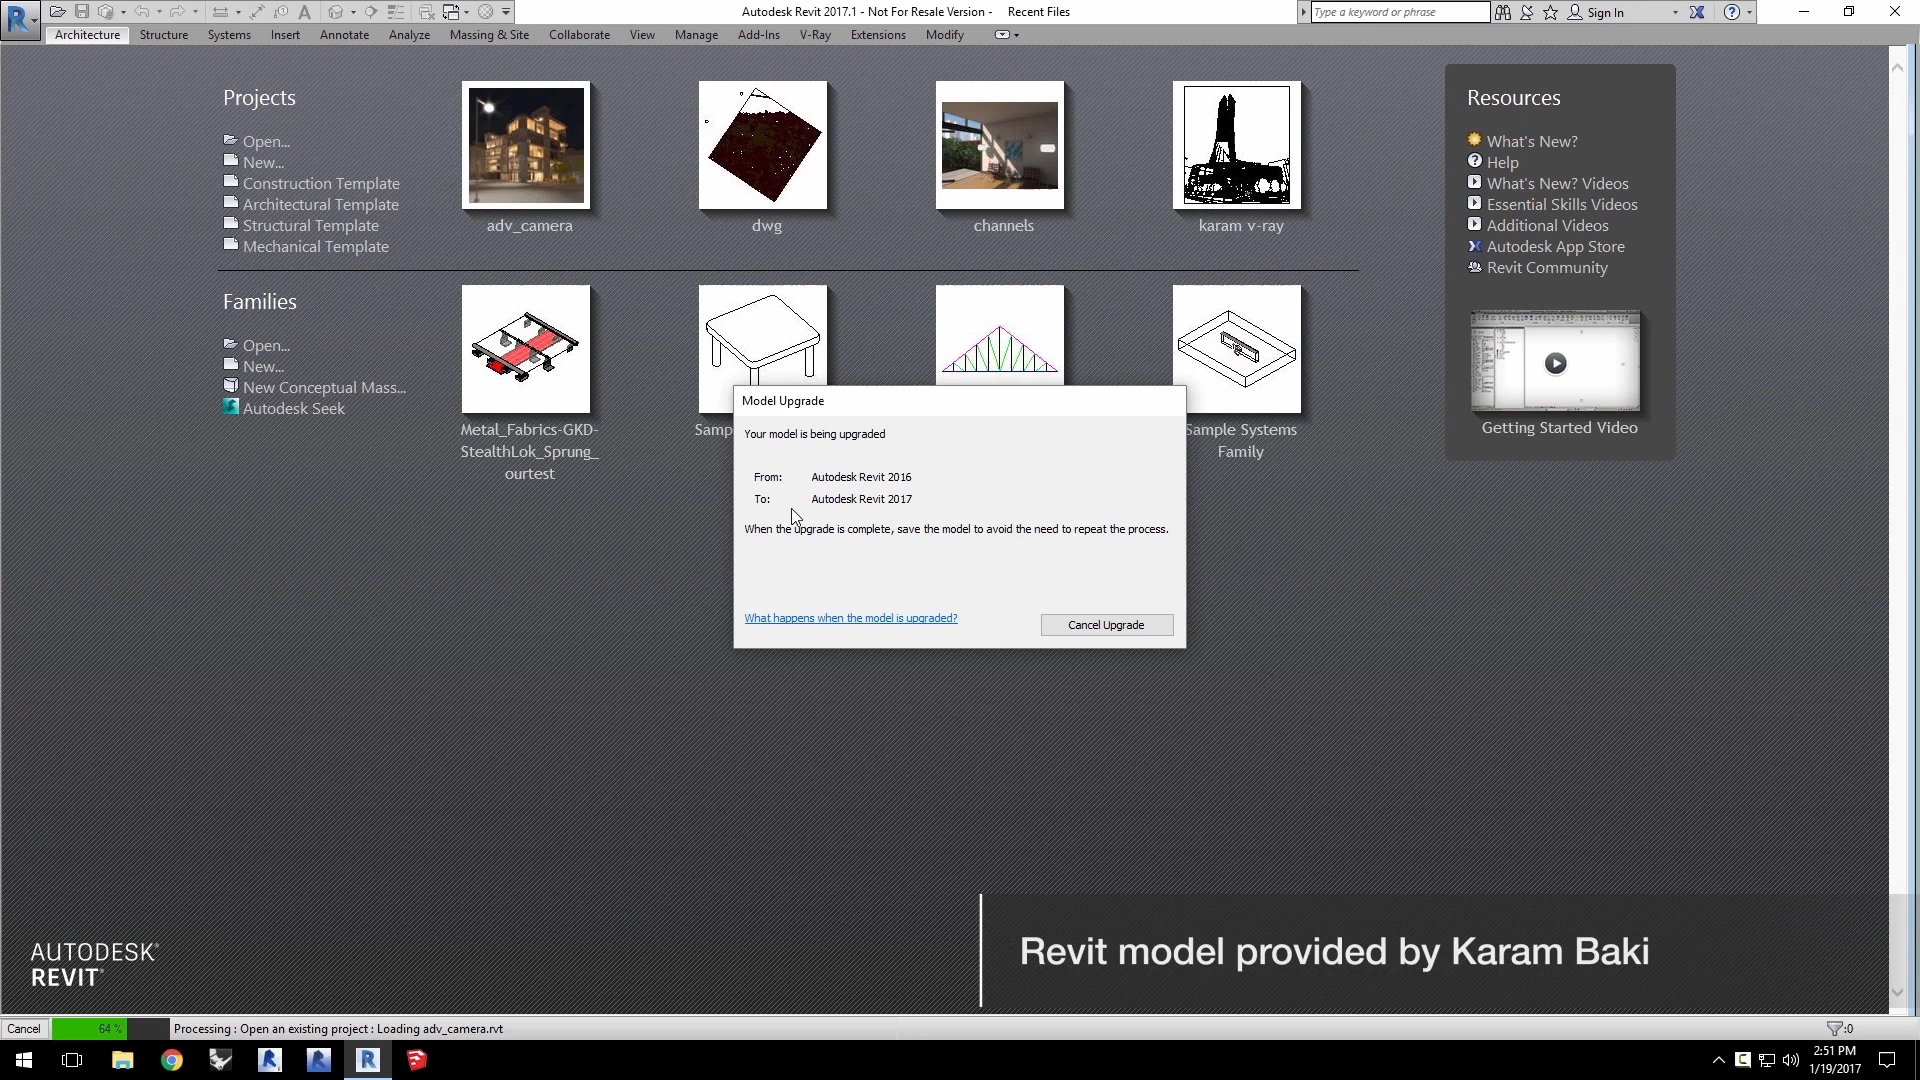 Autodesk Revit 2017.1 - Not For Resale Version - Recent Files
Type a keyword or phrase
Sign In
Architecture Structure Systems Insert Annotate Analyze Massing & Site Collaborate View Manage Add-Ins V-Ray Extensions Modify
Projects
Open...
New...
Construction Template
Architectural Template
Structural Template
Mechanical Template
adv_camera
dwg
channels
karam v-ray
Resources
What's New?
Help
What's New? Videos
Essential Skills Videos
Additional Videos
Autodesk App Store
Revit Community
Getting Started Video
Families
Open...
New...
New Conceptual Mass...
Autodesk Seek
Metal_Fabrics-GKD-
StealthLok_Sprung_
ourtest
Samp
Sample Systems
Family
Model Upgrade
Your model is being upgraded
From: Autodesk Revit 2016
To: Autodesk Revit 2017
When the upgrade is complete, save the model to avoid the need to repeat the process.
What happens when the model is upgraded?
Cancel Upgrade
AUTODESK®
REVIT®
Revit model provided by Karam Baki
Cancel 64 % Processing : Open an existing project : Loading adv_camera.rvt
:0
2:51 PM
1/19/2017